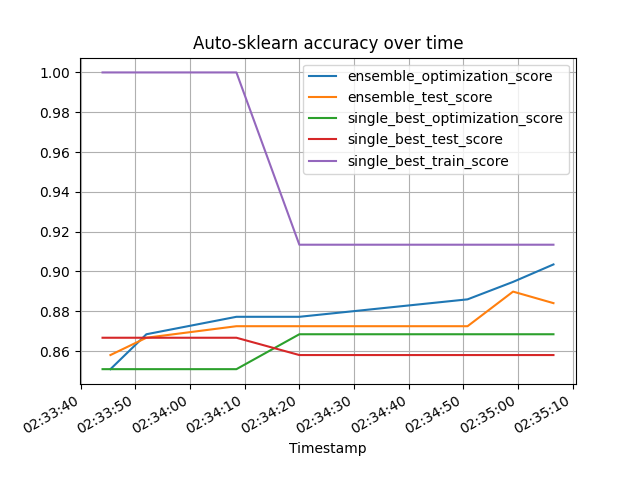 Auto-sklearn accuracy over time
1.00
0.98
0.96
0.94
0.92
0.90
0.88
0.86
ensemble_optimization_score
ensemble_test_score
single_best_optimization_score
single_best_test_score
single_best_train_score
02:33:40
02:33:50
02:34:00
02:34:10
02:34:20
02:34:30
02:34:40
02:34:50
02:35:00
02:35:10
Timestamp